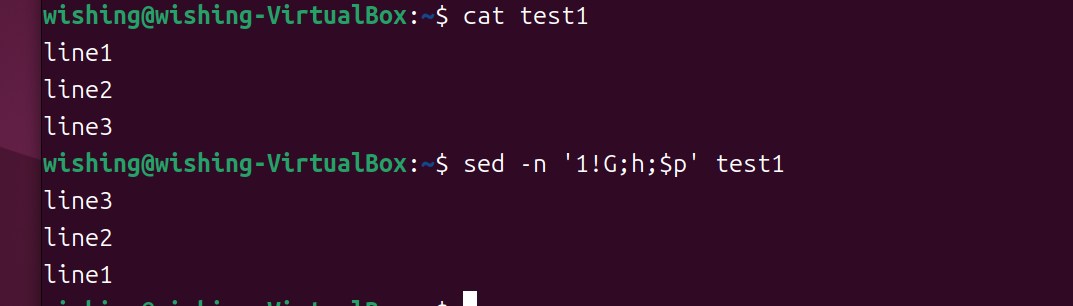 wishing@wishing-VirtualBox:~$ cat test1
line1
line2
line3
wishing@wishing-VirtualBox:~$ sed -n '1!G;h;$p' test1
line3
line2
line1